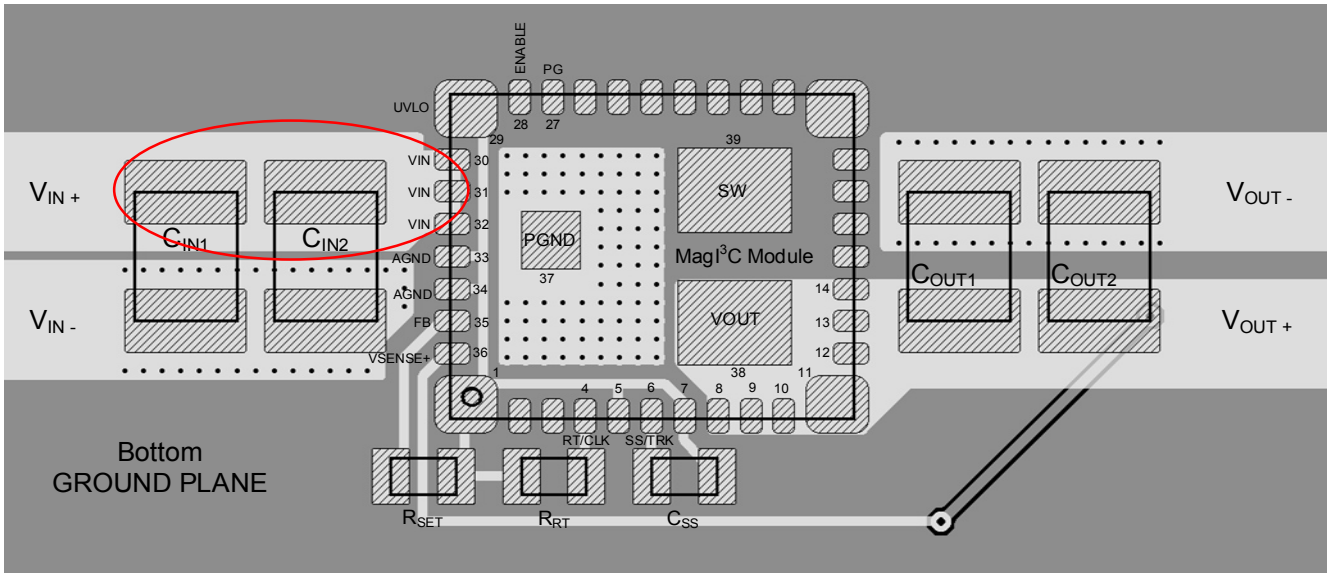 ENABLE
PG
UVLO
28
27
29
39
VIN
30
VIN+
VIN
31
SW
VOUT-
VIN
32
CIN1
CIN2
PGND
AGND
33
MagI³C Module
37
COUT1
COUT2
AGND
34
14
VIN-
FB
35
VOUT
13
VOUT+
VSENSE+
36
12
38
1
4
5
6
7
8
9
10
11
RT/CLK
SS/TRK
Bottom
GROUND PLANE
RSET
RRT
CSS